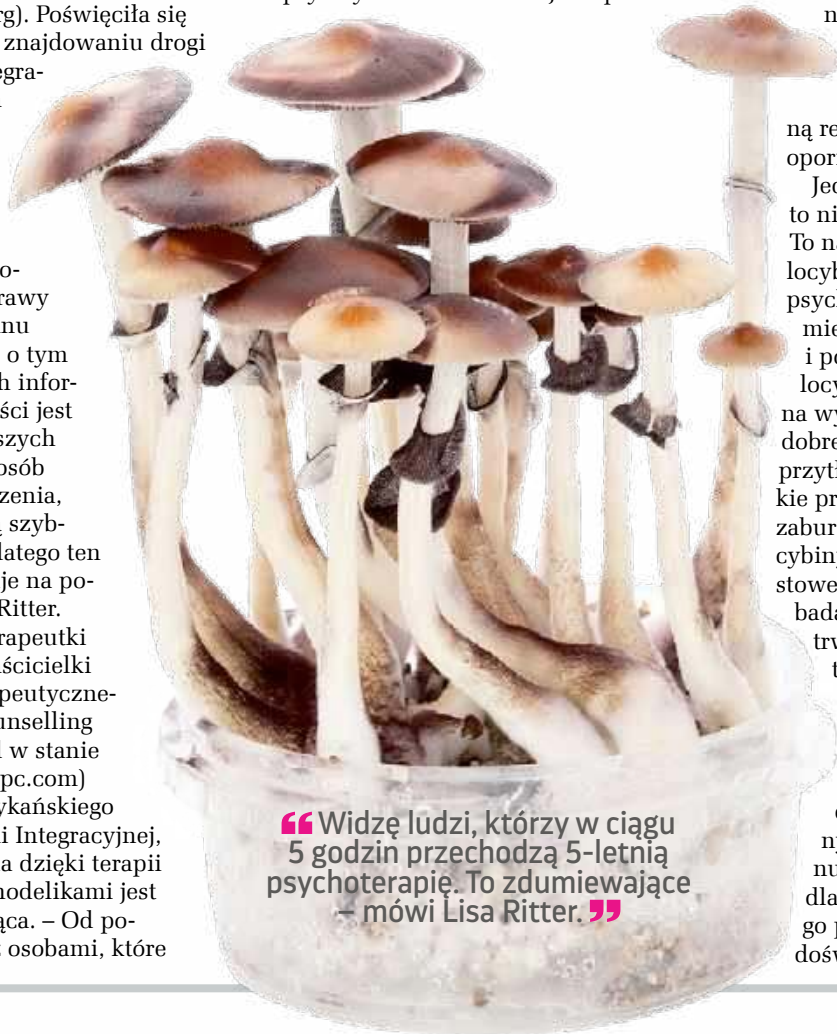 rg). Poświęciła się
znajdowaniu drogi
egra-
o-
rawy
nu
o tym
h infor-
ści jest
szych
osób
zenia,
szyb-
latego ten
je na po-
Ritter.
rapeutki
ścicielki
peutyczne-
unselling
l w stanie
pc.com)
ykańskiego
i Integracyjnej,
a dzięki terapii
nodelikami jest
ąca. – Od po-
z osobami, które
❝ Widzę ludzi, którzy w ciągu
5 godzin przechodzą 5-letnią
psychoterapię. To zdumiewające
– mówi Lisa Ritter. ❞
n
ną re
opor
Jec
to ni
To na
locyb
psych
mie
i po
locy
na wy
dobre
przyt
kie pr
zabur
cybin
stowe
bada
trw
t
ny
nu
dla
go p
dośw